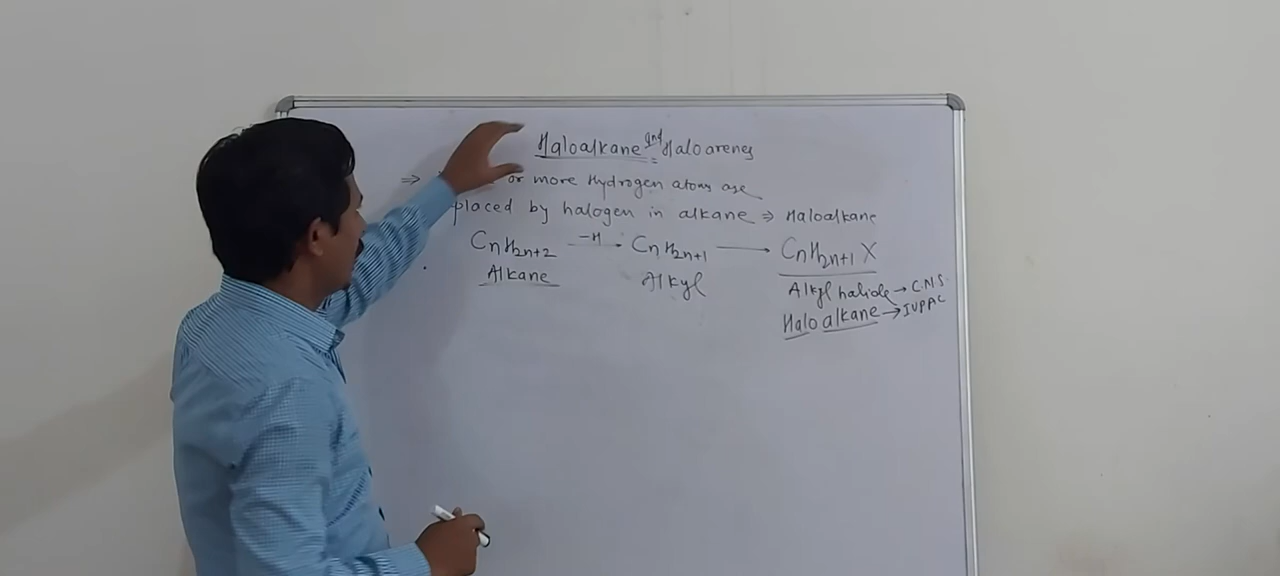 Haloalkane and Haloarenes
⇒ or more Hydrogen atoms are
placed by halogen in alkane ⇒ Haloalkane
CnH2n+2 —H→ CnH2n+1 → CnH2n+1 X
Alkane Alkyl Alkyl halide → C.N.S.
Haloalkane → IUPAC